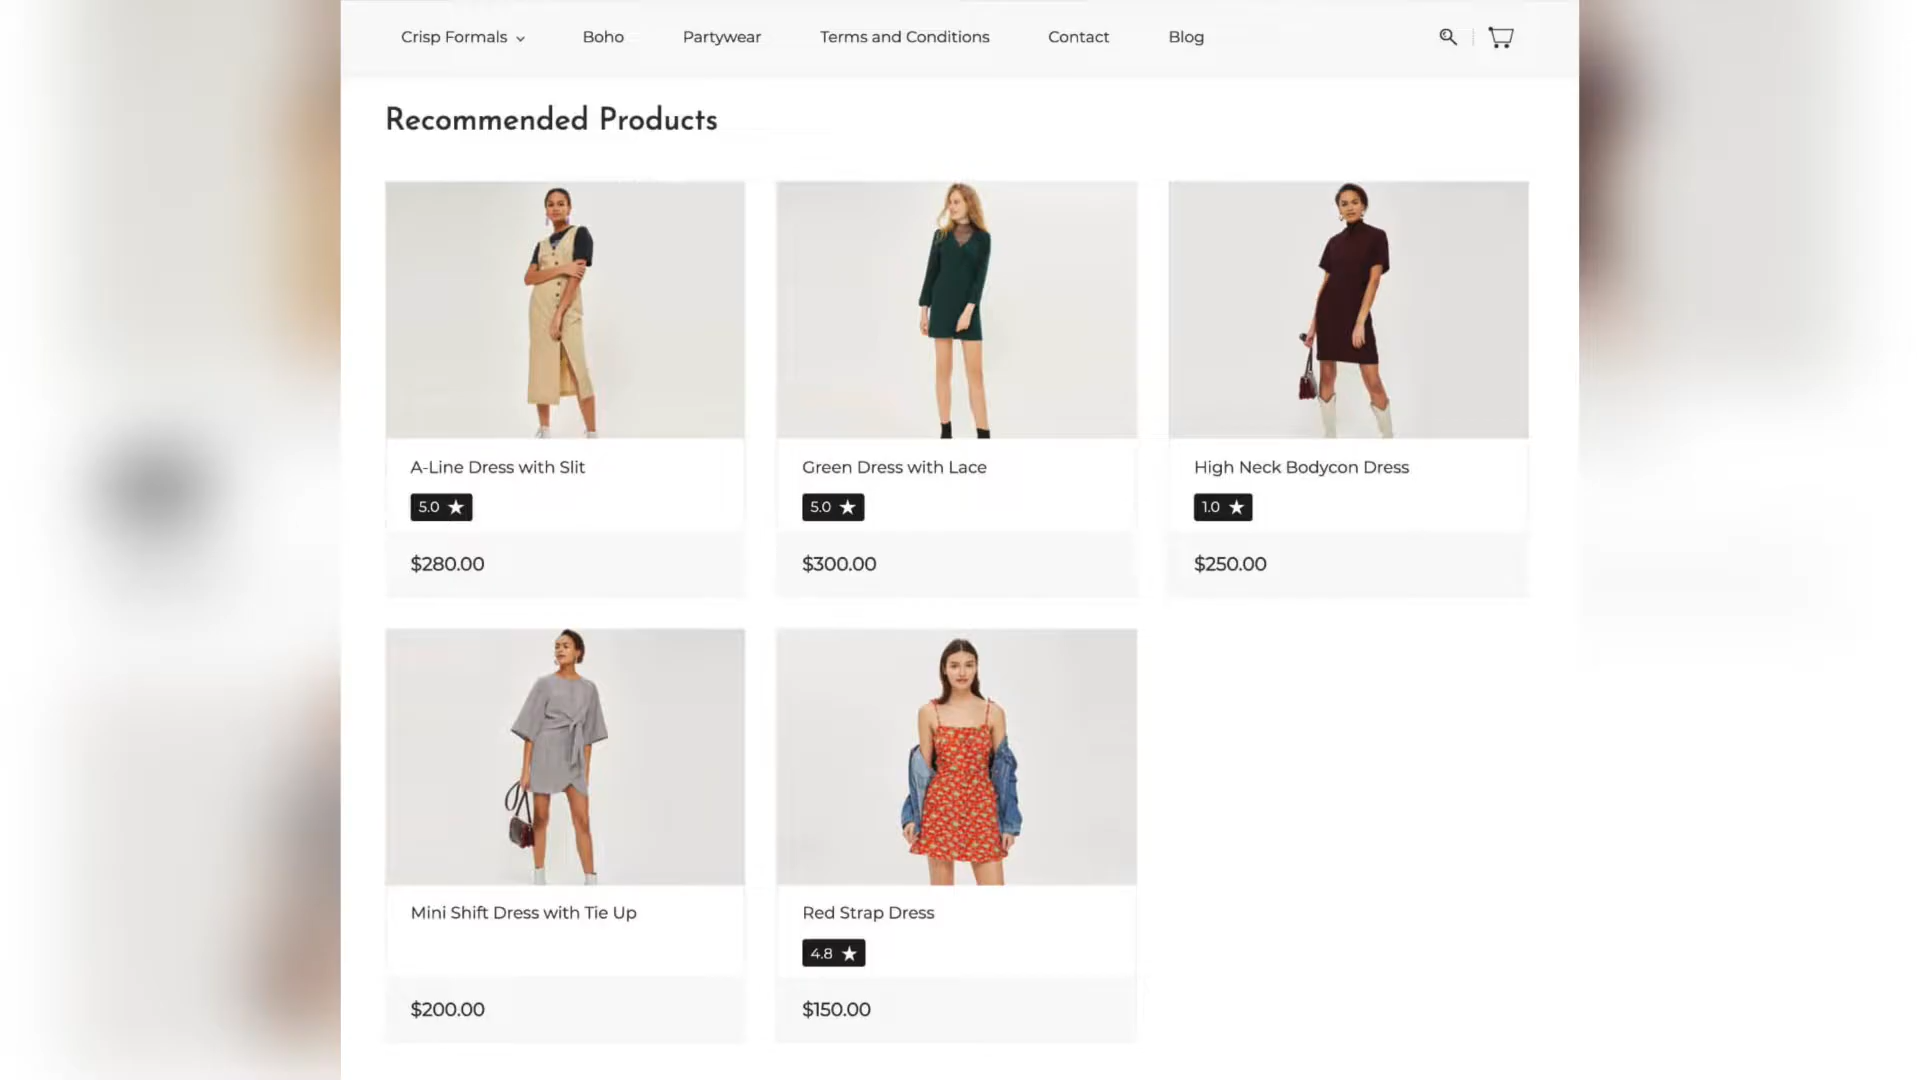 Crisp Formals
Boho
Partywear
Terms and Conditions
Contact
Blog
Recommended Products
A-Line Dress with Slit
5.0
$280.00
Green Dress with Lace
5.0
$300.00
High Neck Bodycon Dress
1.0
$250.00
Mini Shift Dress with Tie Up
$200.00
Red Strap Dress
4.8
$150.00